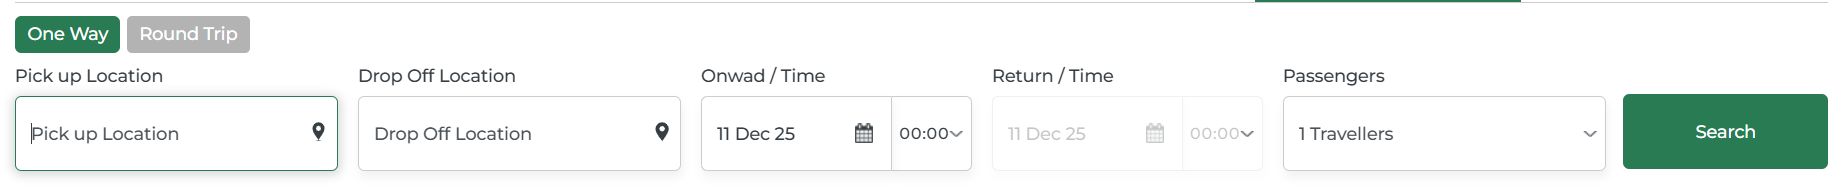 One Way Round Trip
Pick up Location Drop Off Location Onwad / Time Return / Time Passengers
Pick up Location Drop Off Location 11 Dec 25 00:00 11 Dec 25 00:00 1 Travellers Search